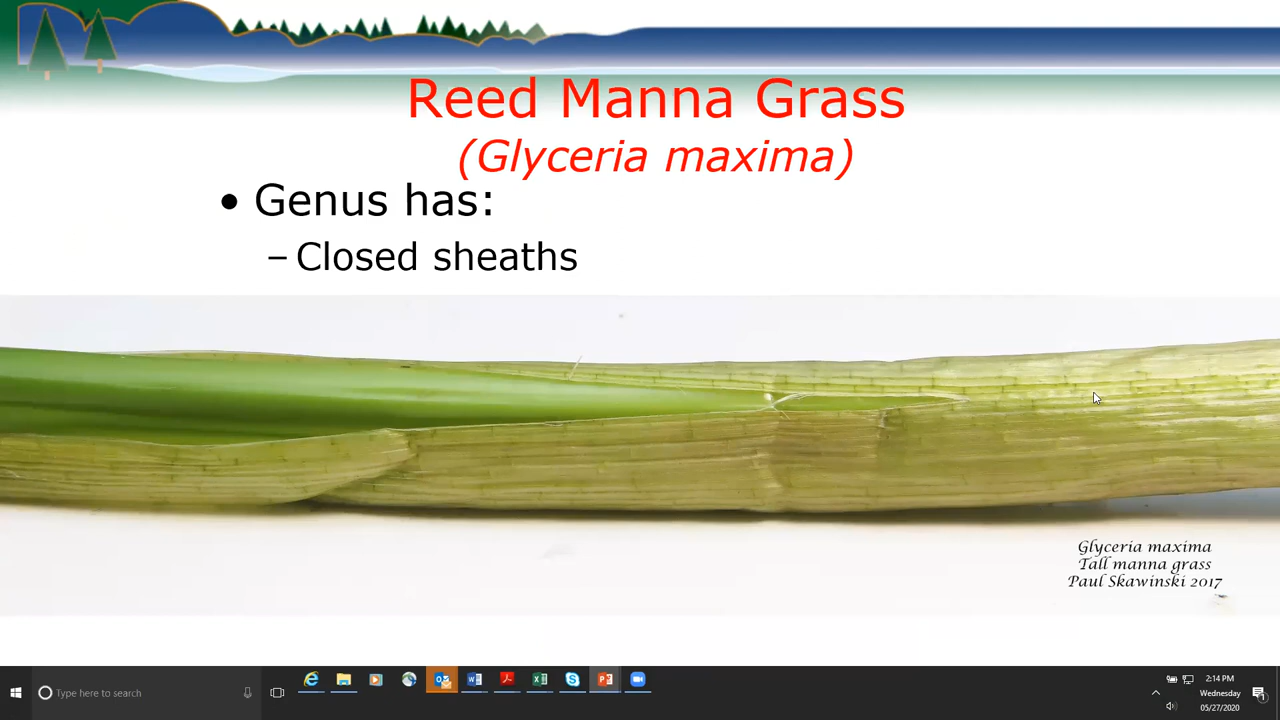 Reed Manna Grass
(Glyceria maxima)
• Genus has:
– Closed sheaths
Glyceria maxima
Tall manna grass
Paul Skawinski 2017
Type here to search
2:14 PM
Wednesday
05/27/2020